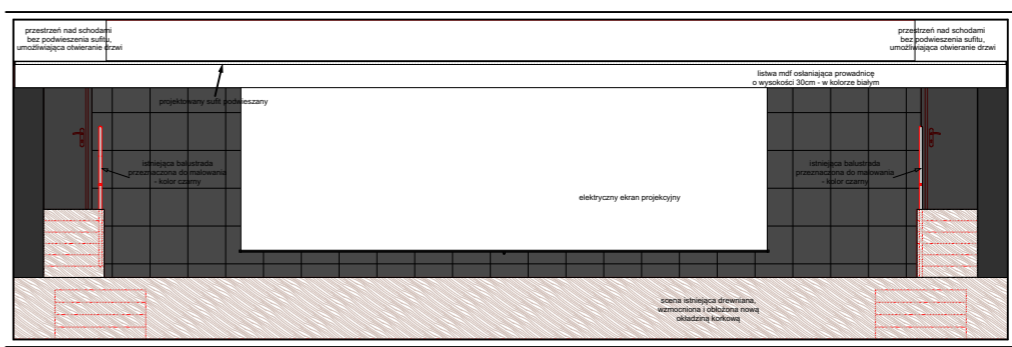 przestrzeń nad schodami
bez podwieszenia sufitu,
umożliwiająca otwieranie drzwi
przestrzeń nad schodami
bez podwieszenia sufitu,
umożliwiająca otwieranie drzwi
listwa mdf osłaniająca prowadnicę
o wysokości 30cm - w kolorze białym
projektowany sufit podwieszany
istniejąca balustrada
przeznaczona do malowania
- kolor czarny
istniejąca balustrada
przeznaczona do malowania
- kolor czarny
elektryczny ekran projekcyjny
scena istniejąca drewniana,
wzmocniona i obłożona nową
okładziną korkową